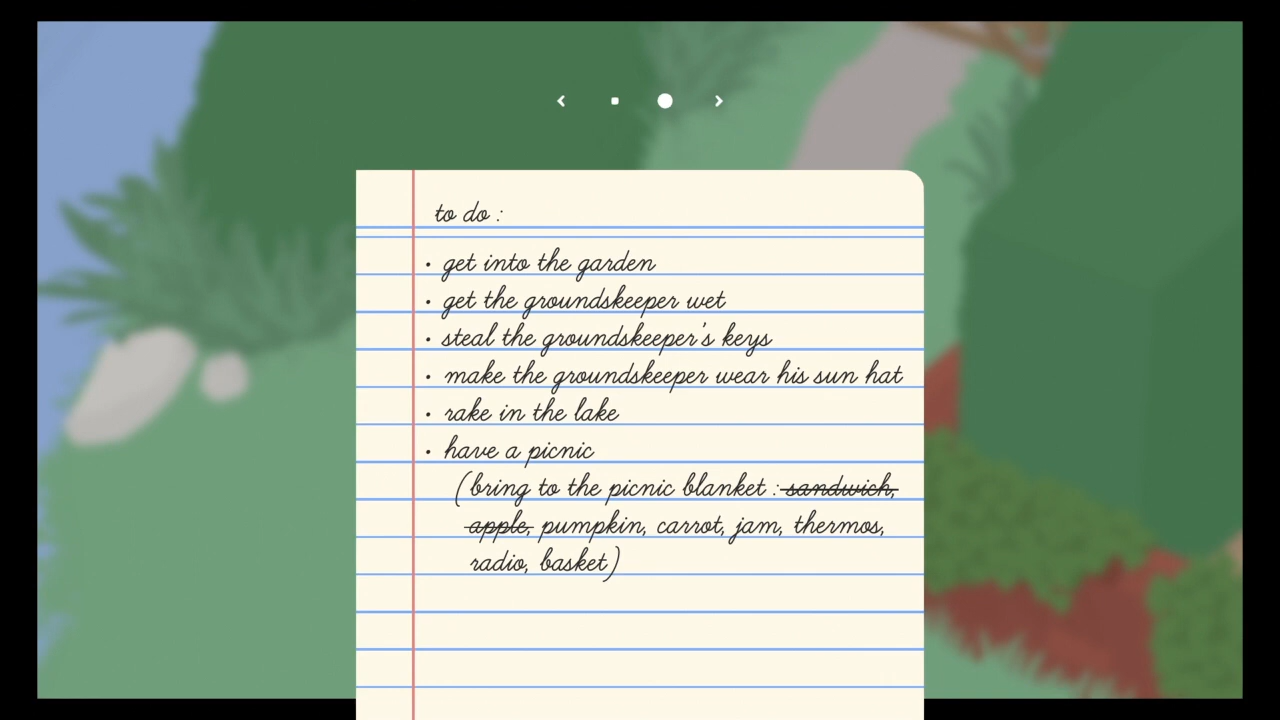 to do :
• get into the garden
• get the groundskeeper wet
• steal the groundskeeper's keys
• make the groundskeeper wear his sun hat
• rake in the lake
• have a picnic
(bring to the picnic blanket : sandwich,
apple, pumpkin, carrot, jam, thermos,
radio, basket)